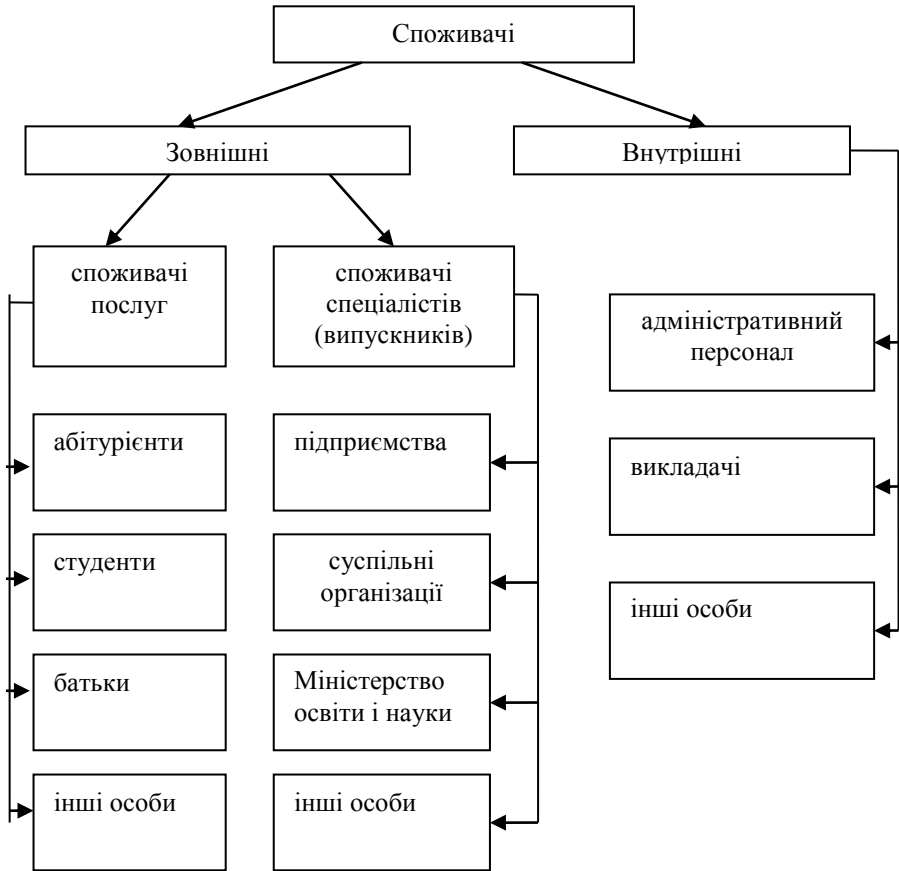 Споживачі
Зовнішні
Внутрішні
споживачі
послуг
споживачі
спеціалістів
(випускників)
адміністративний
персонал
абітурієнти
підприємства
викладачі
студенти
суспільні
організації
інші особи
батьки
Міністерство
освіти і науки
інші особи
інші особи